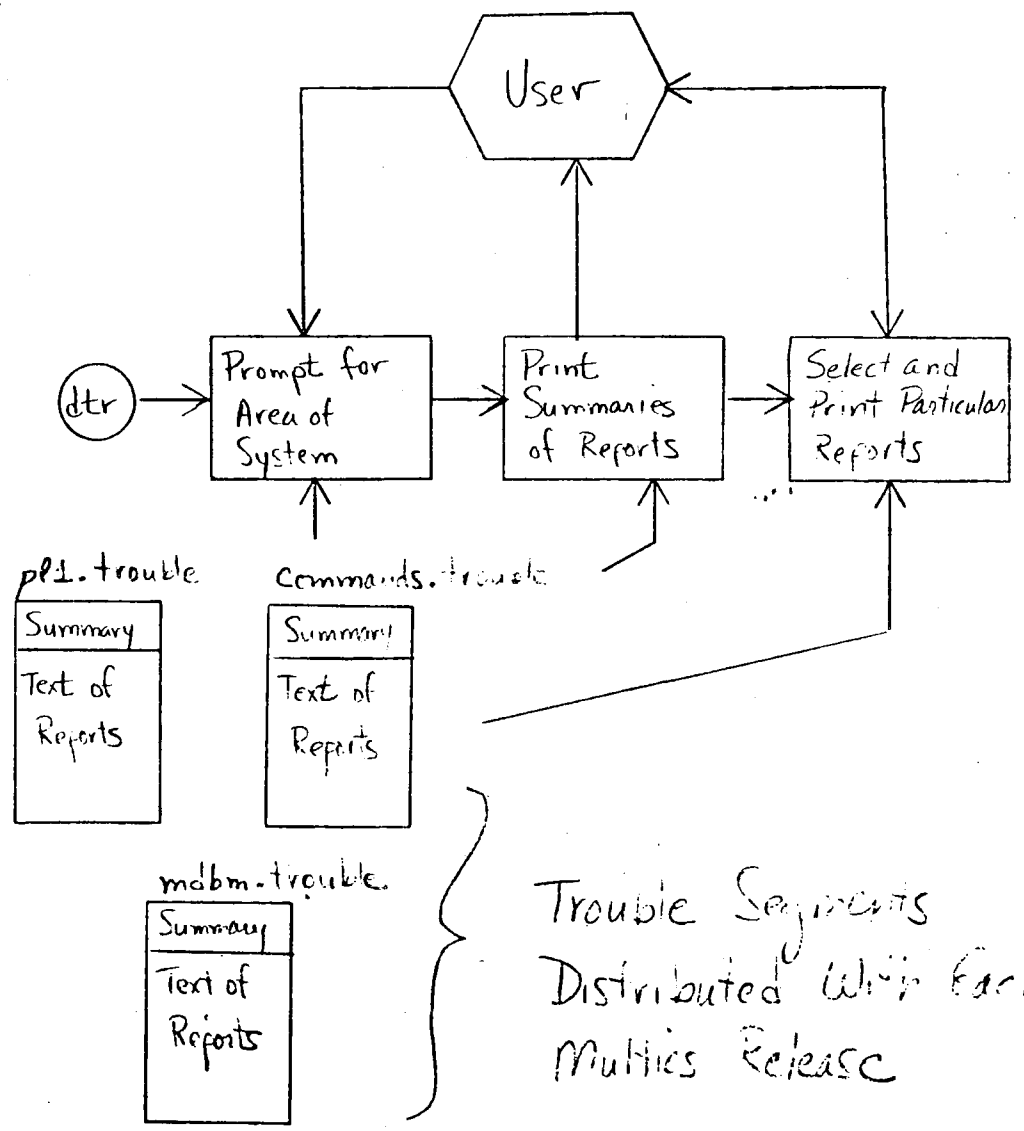 User
dtr
Prompt for
Area of
System
Print
Summaries
of Reports
Select and
Print Particular
Reports
pl1.trouble
Summary
Text of
Reports
commands.trouble
Summary
Text of
Reports
mdbm.trouble
Summary
Text of
Reports
Trouble Segments
Distributed With Eac
Multics Release